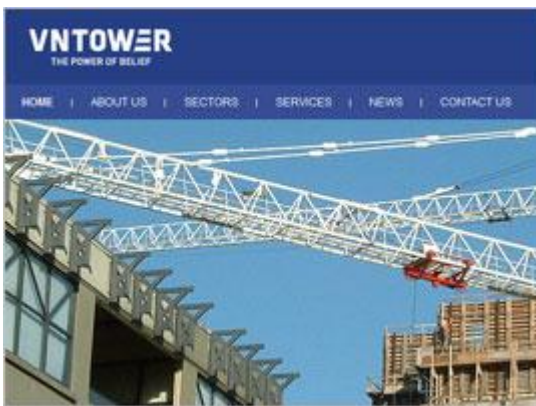 VNTOWER
THE POWER OF BELIEF
HOME | ABOUT US | SECTORS | SERVICES | NEWS | CONTACT US